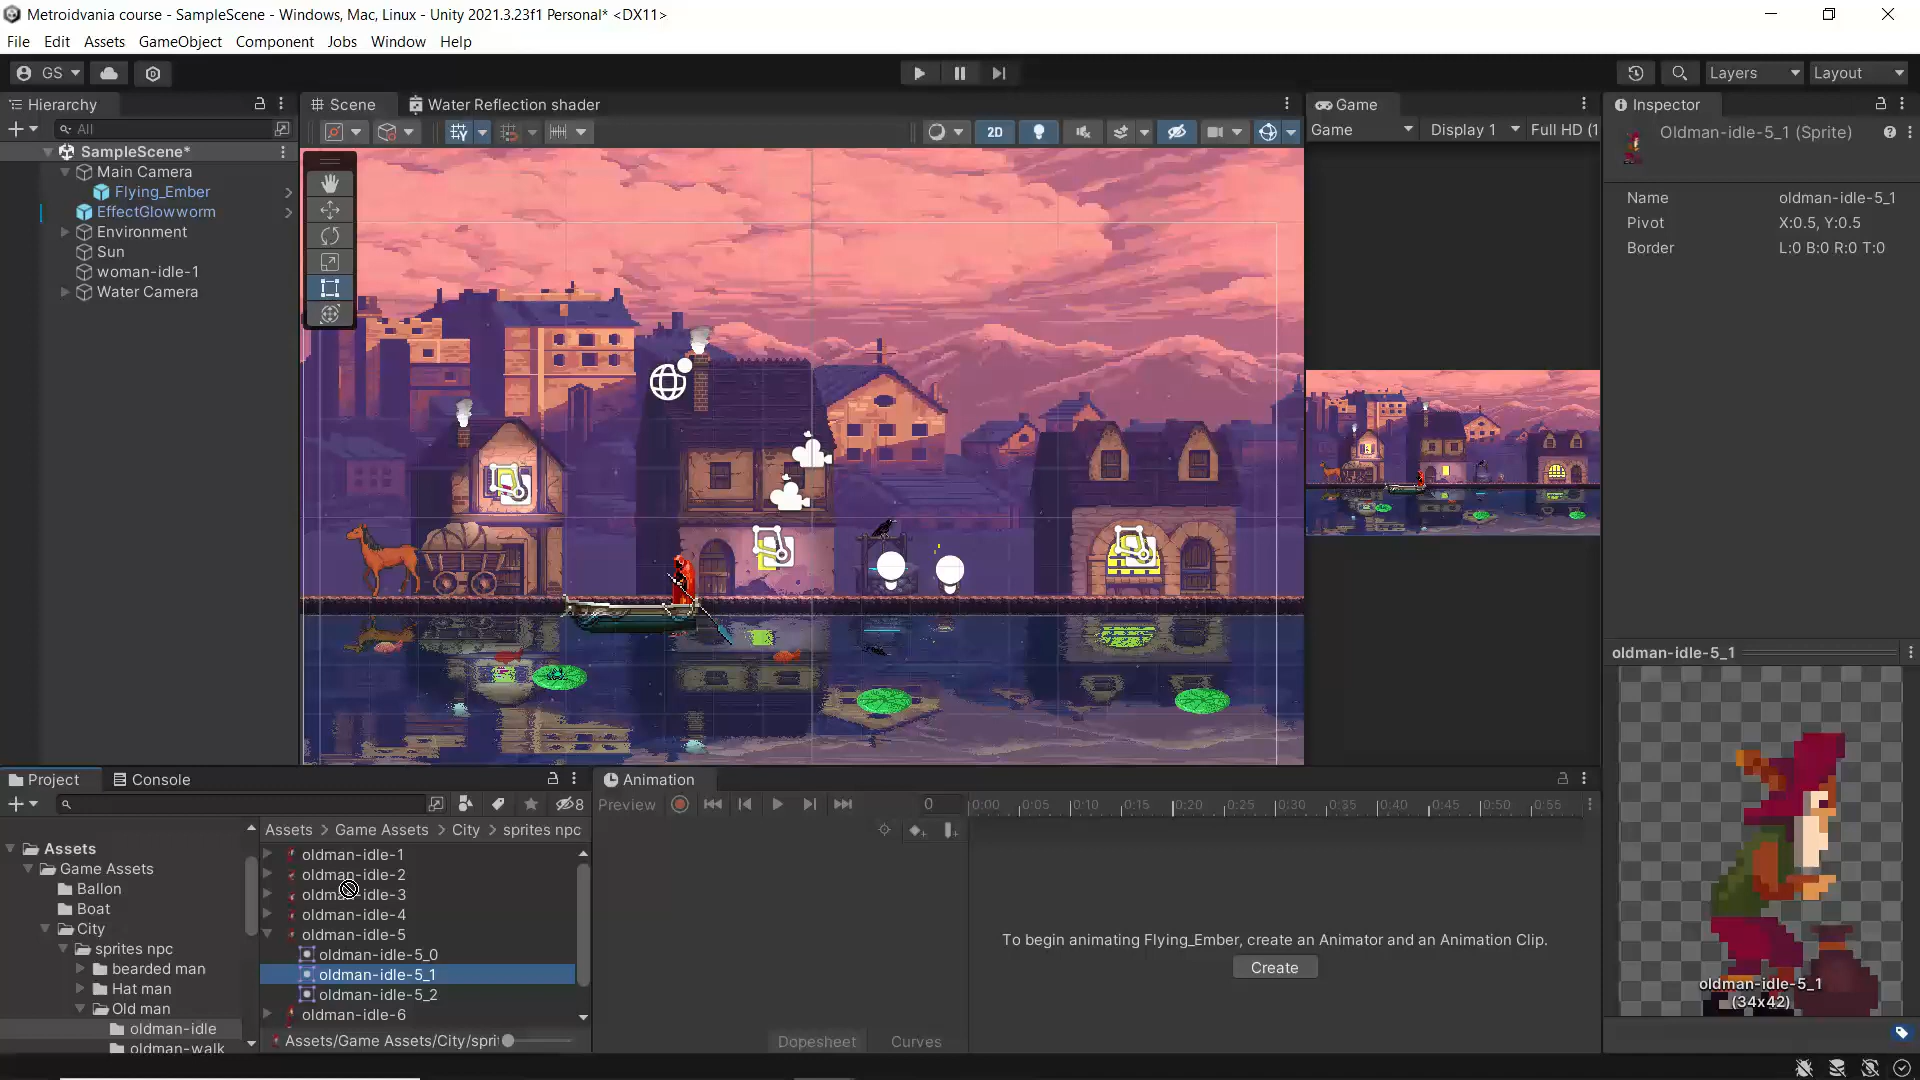 Metroidvania course - SampleScene - Windows, Mac, Linux - Unity 2021.3.23f1 Personal* <DX11>
File Edit Assets GameObject Component Jobs Window Help
GS Layers Layout
Hierarchy
All
SampleScene*
Main Camera
Flying_Ember
EffectGlowworm
Environment
Sun
woman-idle-1
Water Camera
Scene Water Reflection shader
2D
Game
Game Display 1 Full HD (1
Inspector
Oldman-idle-5_1 (Sprite)
Name oldman-idle-5_1
Pivot X:0.5, Y:0.5
Border L:0 B:0 R:0 T:0
oldman-idle-5_1
oldman-idle-5_1
(34x42)
Project Console
8
Assets
Game Assets
Ballon
Boat
City
sprites npc
bearded man
Hat man
Old man
oldman-idle
oldman-walk
Assets > Game Assets > City > sprites npc
oldman-idle-1
oldman-idle-2
oldman-idle-3
oldman-idle-4
oldman-idle-5
oldman-idle-5_0
oldman-idle-5_1
oldman-idle-5_2
oldman-idle-6
Assets/Game Assets/City/spri
Animation
Preview 0 0:00 0:05 0:10 0:15 0:20 0:25 0:30 0:35 0:40 0:45 0:50 0:55
To begin animating Flying_Ember, create an Animator and an Animation Clip.
Create
Dopesheet Curves